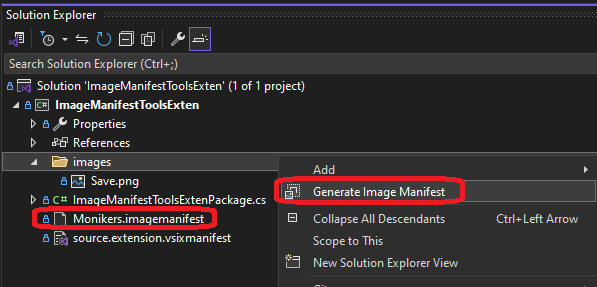 Solution Explorer
Search Solution Explorer (Ctrl+;)
Solution 'ImageManifestToolsExten' (1 of 1 project)
C# ImageManifestToolsExten
Properties
References
images
Save.png
C# ImageManifestToolsExtenPackage.cs
Monikers.imagemanifest
source.extension.vsixmanifest
Add
Generate Image Manifest
Collapse All Descendants Ctrl+Left Arrow
Scope to This
New Solution Explorer View